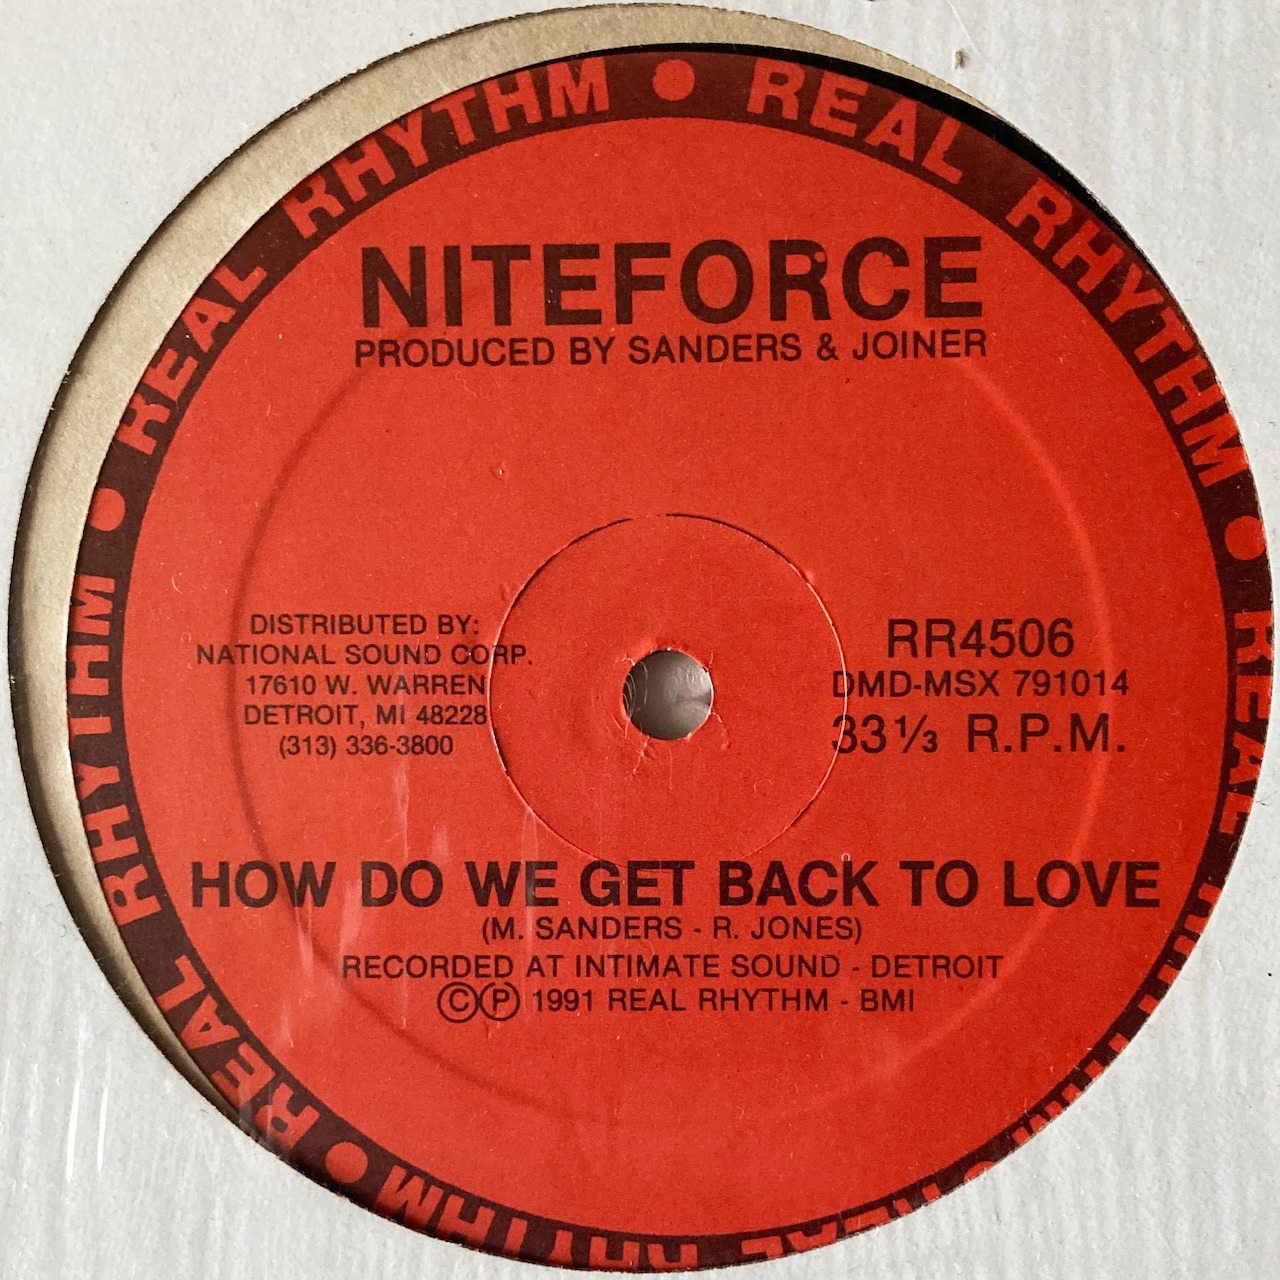 REAL RHYTHM • REAL RHYTHM • REAL RHYTHM • REAL RHYTHM • REAL RHYTHM •
NITEFORCE
PRODUCED BY SANDERS & JOINER
DISTRIBUTED BY:
NATIONAL SOUND CORP.
17610 W. WARREN
DETROIT, MI 48228
(313) 336-3800
RR4506
DMD-MSX 791014
33 ⅓ R.P.M.
HOW DO WE GET BACK TO LOVE
(M. SANDERS - R. JONES)
RECORDED AT INTIMATE SOUND - DETROIT
Ⓒ Ⓟ 1991 REAL RHYTHM - BMI